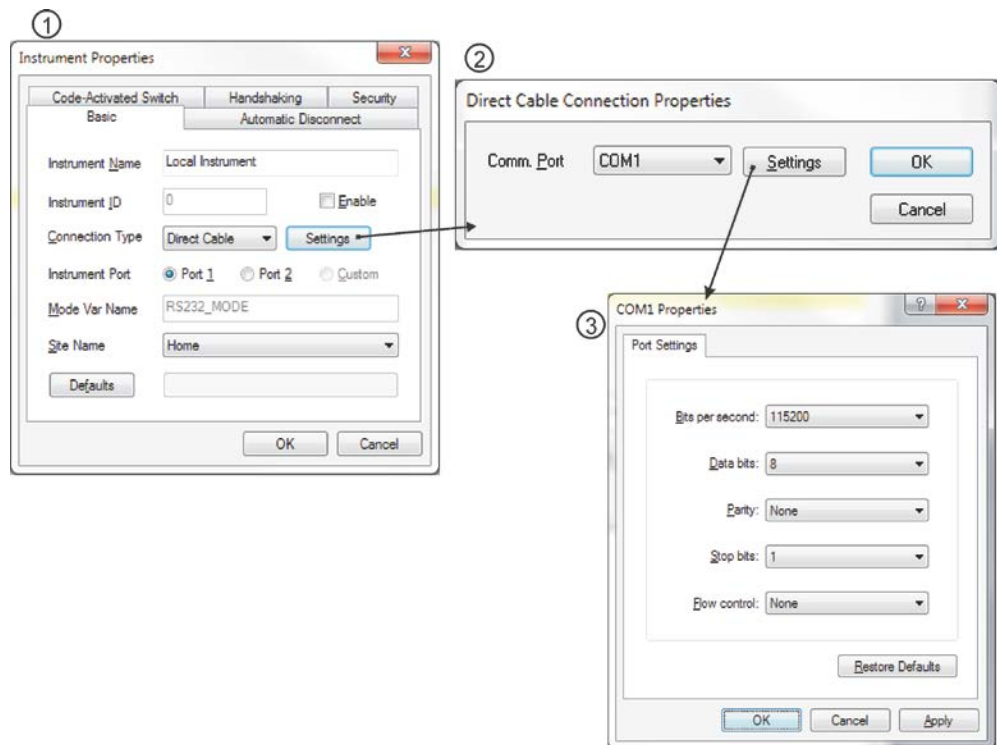 1
Instrument Properties
Code-Activated Switch Handshaking Security
Basic Automatic Disconnect
Instrument Name Local Instrument
Instrument ID 0 Enable
Connection Type Direct Cable Settings
Instrument Port Port 1 Port 2 Custom
Mode Var Name RS232_MODE
Site Name Home
Defaults
OK Cancel
2
Direct Cable Connection Properties
Comm. Port COM1 Settings OK
Cancel
3
COM1 Properties
Port Settings
Bits per second: 115200
Data bits: 8
Parity: None
Stop bits: 1
Flow control: None
Restore Defaults
OK Cancel Apply